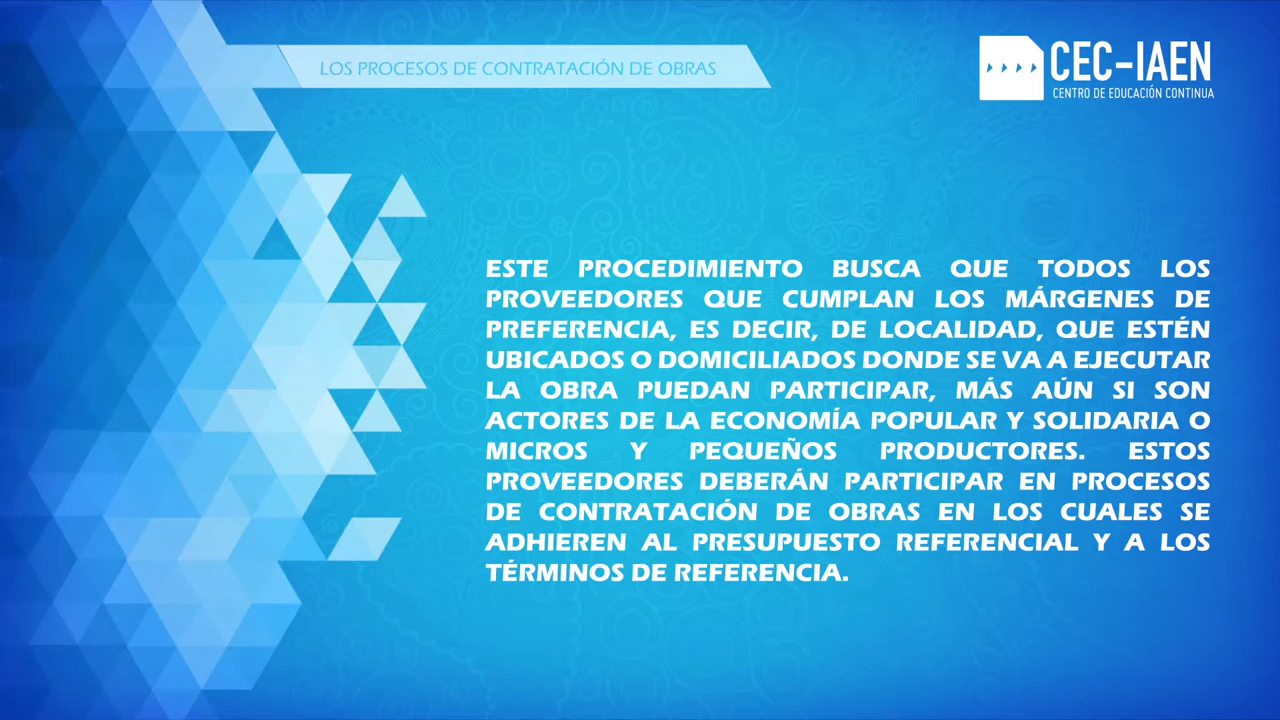 LOS PROCESOS DE CONTRATACIÓN DE OBRAS
CEC-IAEN
CENTRO DE EDUCACIÓN CONTINUA
ESTE PROCEDIMIENTO BUSCA QUE TODOS LOS
PROVEEDORES QUE CUMPLAN LOS MÁRGENES DE
PREFERENCIA, ES DECIR, DE LOCALIDAD, QUE ESTÉN
UBICADOS O DOMICILIADOS DONDE SE VA A EJECUTAR
LA OBRA PUEDAN PARTICIPAR, MÁS AÚN SI SON
ACTORES DE LA ECONOMÍA POPULAR Y SOLIDARIA O
MICROS Y PEQUEÑOS PRODUCTORES. ESTOS
PROVEEDORES DEBERÁN PARTICIPAR EN PROCESOS
DE CONTRATACIÓN DE OBRAS EN LOS CUALES SE
ADHIEREN AL PRESUPUESTO REFERENCIAL Y A LOS
TÉRMINOS DE REFERENCIA.